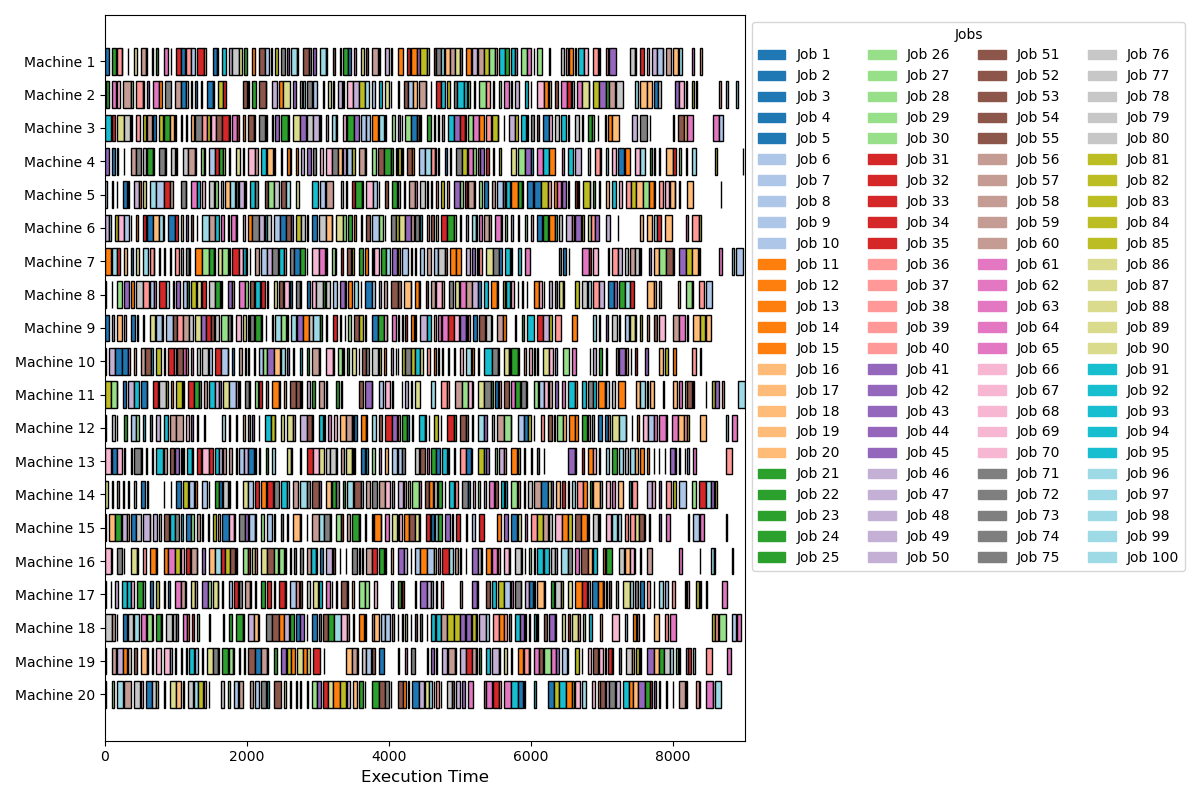 Jobs
Machine 1
Machine 2
Machine 3
Machine 4
Machine 5
Machine 6
Machine 7
Machine 8
Machine 9
Machine 10
Machine 11
Machine 12
Machine 13
Machine 14
Machine 15
Machine 16
Machine 17
Machine 18
Machine 19
Machine 20
0 2000 4000 6000 8000
Execution Time
Job 1 Job 26 Job 51 Job 76
Job 2 Job 27 Job 52 Job 77
Job 3 Job 28 Job 53 Job 78
Job 4 Job 29 Job 54 Job 79
Job 5 Job 30 Job 55 Job 80
Job 6 Job 31 Job 56 Job 81
Job 7 Job 32 Job 57 Job 82
Job 8 Job 33 Job 58 Job 83
Job 9 Job 34 Job 59 Job 84
Job 10 Job 35 Job 60 Job 85
Job 11 Job 36 Job 61 Job 86
Job 12 Job 37 Job 62 Job 87
Job 13 Job 38 Job 63 Job 88
Job 14 Job 39 Job 64 Job 89
Job 15 Job 40 Job 65 Job 90
Job 16 Job 41 Job 66 Job 91
Job 17 Job 42 Job 67 Job 92
Job 18 Job 43 Job 68 Job 93
Job 19 Job 44 Job 69 Job 94
Job 20 Job 45 Job 70 Job 95
Job 21 Job 46 Job 71 Job 96
Job 22 Job 47 Job 72 Job 97
Job 23 Job 48 Job 73 Job 98
Job 24 Job 49 Job 74 Job 99
Job 25 Job 50 Job 75 Job 100